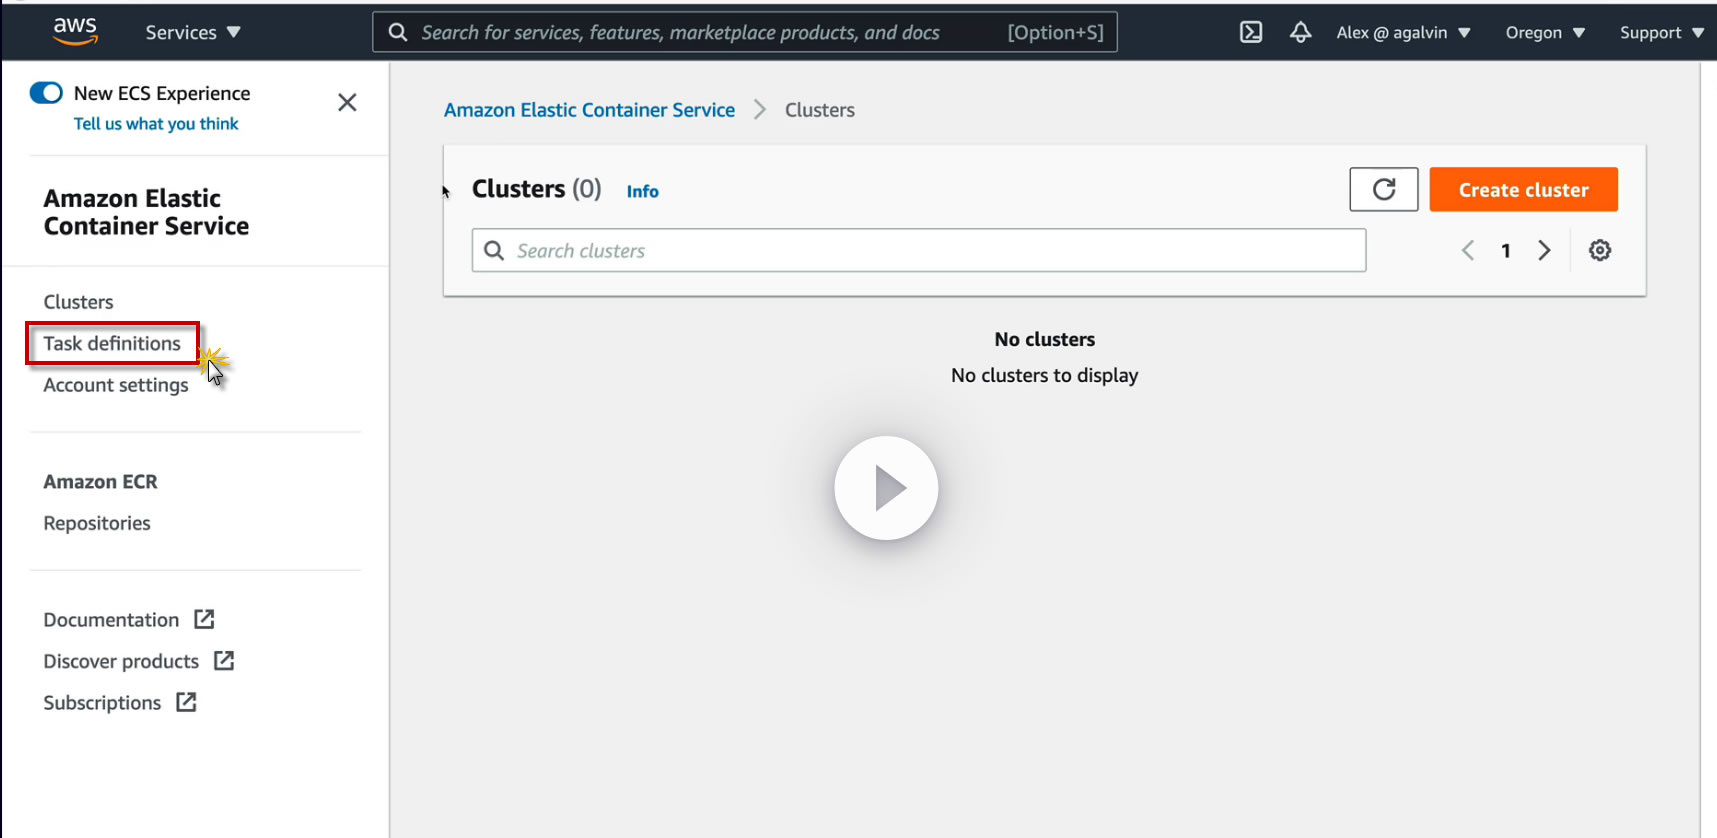 aws
Services
Search for services, features, marketplace products, and docs
[Option+S]
Alex @ agalvin
Oregon
Support
New ECS Experience
Tell us what you think
Amazon Elastic
Container Service
Clusters
Task definitions
Account settings
Amazon ECR
Repositories
Documentation
Discover products
Subscriptions
Amazon Elastic Container Service
Clusters
Clusters (0)
Info
Create cluster
Search clusters
1
No clusters
No clusters to display